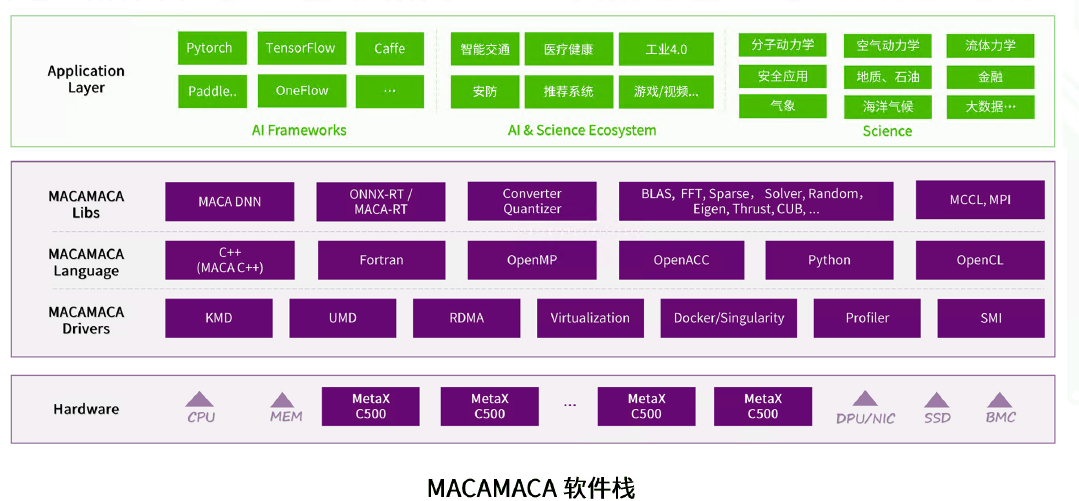 Application
Layer
Pytorch
TensorFlow
Caffe
Paddle..
OneFlow
...
AI Frameworks
智能交通
医疗健康
工业4.0
安防
推荐系统
游戏/视频...
AI & Science Ecosystem
分子动力学
空气动力学
流体力学
安全应用
地质、石油
金融
气象
海洋气候
大数据...
Science
MACAMACA
Libs
MACA DNN
ONNX-RT /
MACA-RT
Converter
Quantizer
BLAS, FFT, Sparse， Solver, Random，
Eigen, Thrust, CUB, ...
MCCL, MPI
MACAMACA
Language
C++
(MACA C++)
Fortran
OpenMP
OpenACC
Python
OpenCL
MACAMACA
Drivers
KMD
UMD
RDMA
Virtualization
Docker/Singularity
Profiler
SMI
Hardware
CPU
MEM
MetaX
C500
MetaX
C500
...
MetaX
C500
MetaX
C500
DPU/NIC
SSD
BMC
MACAMACA 软件栈